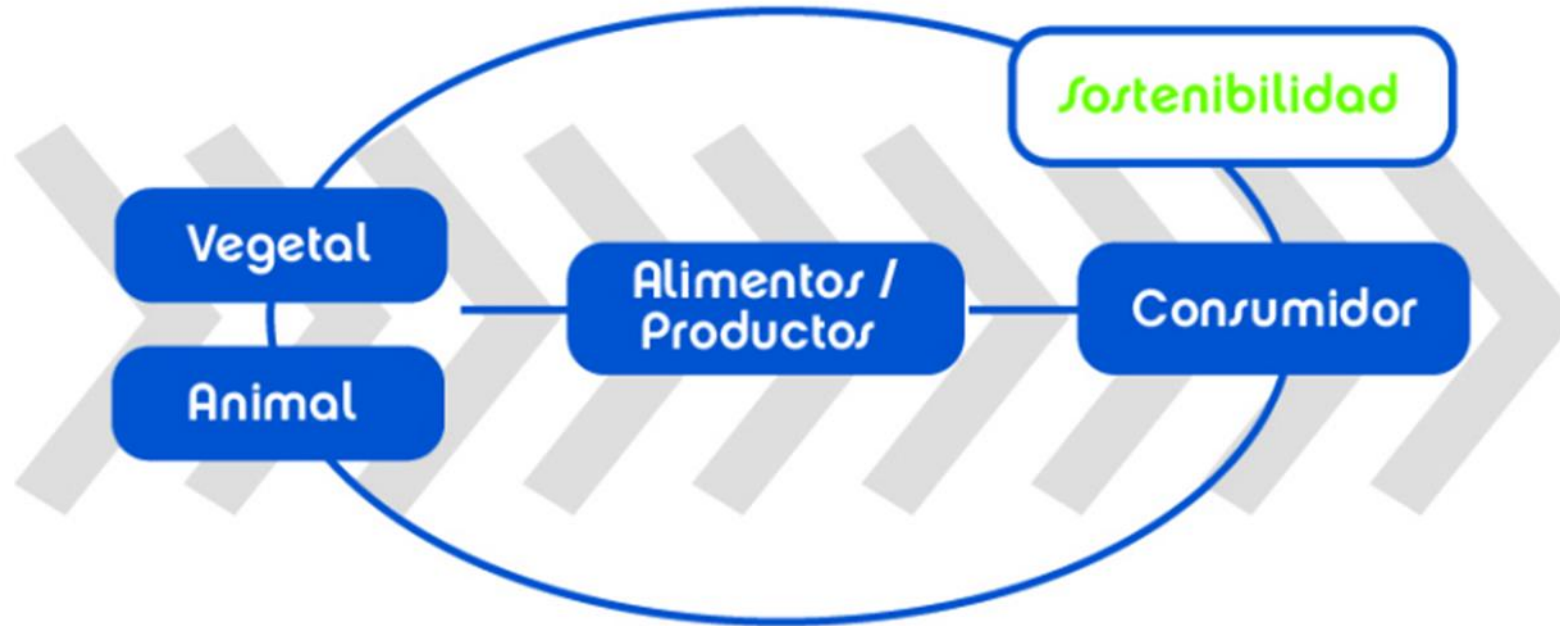 Sostenibilidad
Vegetal
Alimentos /
Productos
Consumidor
Animal